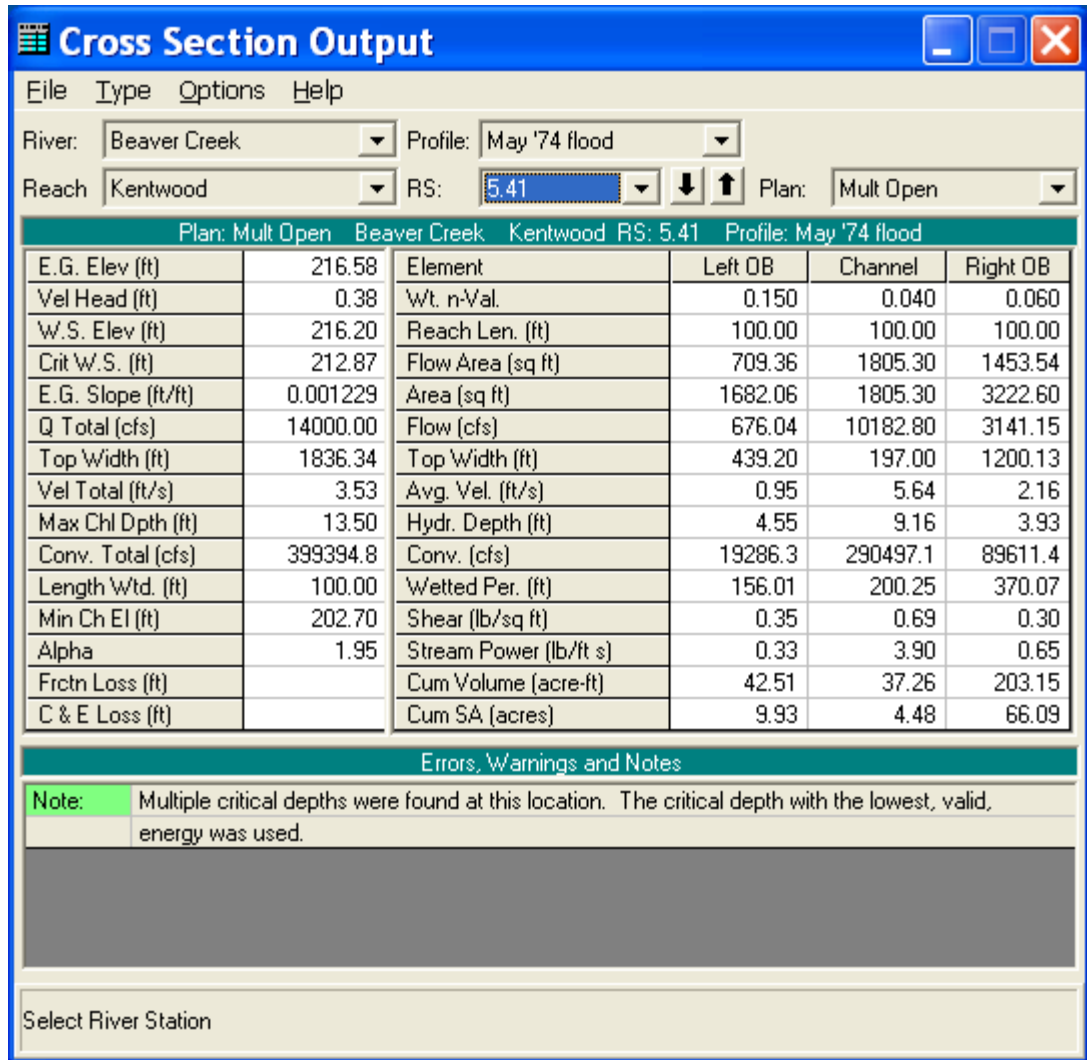 Cross Section Output
File Type Options Help
River: Beaver Creek Profile: May '74 flood
Reach Kentwood RS: 5.41 Plan: Mult Open
Plan: Mult Open Beaver Creek Kentwood RS: 5.41 Profile: May '74 flood
E.G. Elev (ft) 216.58 Element Left OB Channel Right OB
Vel Head (ft) 0.38 Wt. n-Val. 0.150 0.040 0.060
W.S. Elev (ft) 216.20 Reach Len. (ft) 100.00 100.00 100.00
Crit W.S. (ft) 212.87 Flow Area (sq ft) 709.36 1805.30 1453.54
E.G. Slope (ft/ft) 0.001229 Area (sq ft) 1682.06 1805.30 3222.60
Q Total (cfs) 14000.00 Flow (cfs) 676.04 10182.80 3141.15
Top Width (ft) 1836.34 Top Width (ft) 439.20 197.00 1200.13
Vel Total (ft/s) 3.53 Avg. Vel. (ft/s) 0.95 5.64 2.16
Max Chl Dpth (ft) 13.50 Hydr. Depth (ft) 4.55 9.16 3.93
Conv. Total (cfs) 399394.8 Conv. (cfs) 19286.3 290497.1 89611.4
Length Wtd. (ft) 100.00 Wetted Per. (ft) 156.01 200.25 370.07
Min Ch El (ft) 202.70 Shear (lb/sq ft) 0.35 0.69 0.30
Alpha 1.95 Stream Power (lb/ft s) 0.33 3.90 0.65
Frctn Loss (ft) Cum Volume (acre-ft) 42.51 37.26 203.15
C & E Loss (ft) Cum SA (acres) 9.93 4.48 66.09
Errors, Warnings and Notes
Note: Multiple critical depths were found at this location. The critical depth with the lowest, valid,
energy was used.
Select River Station